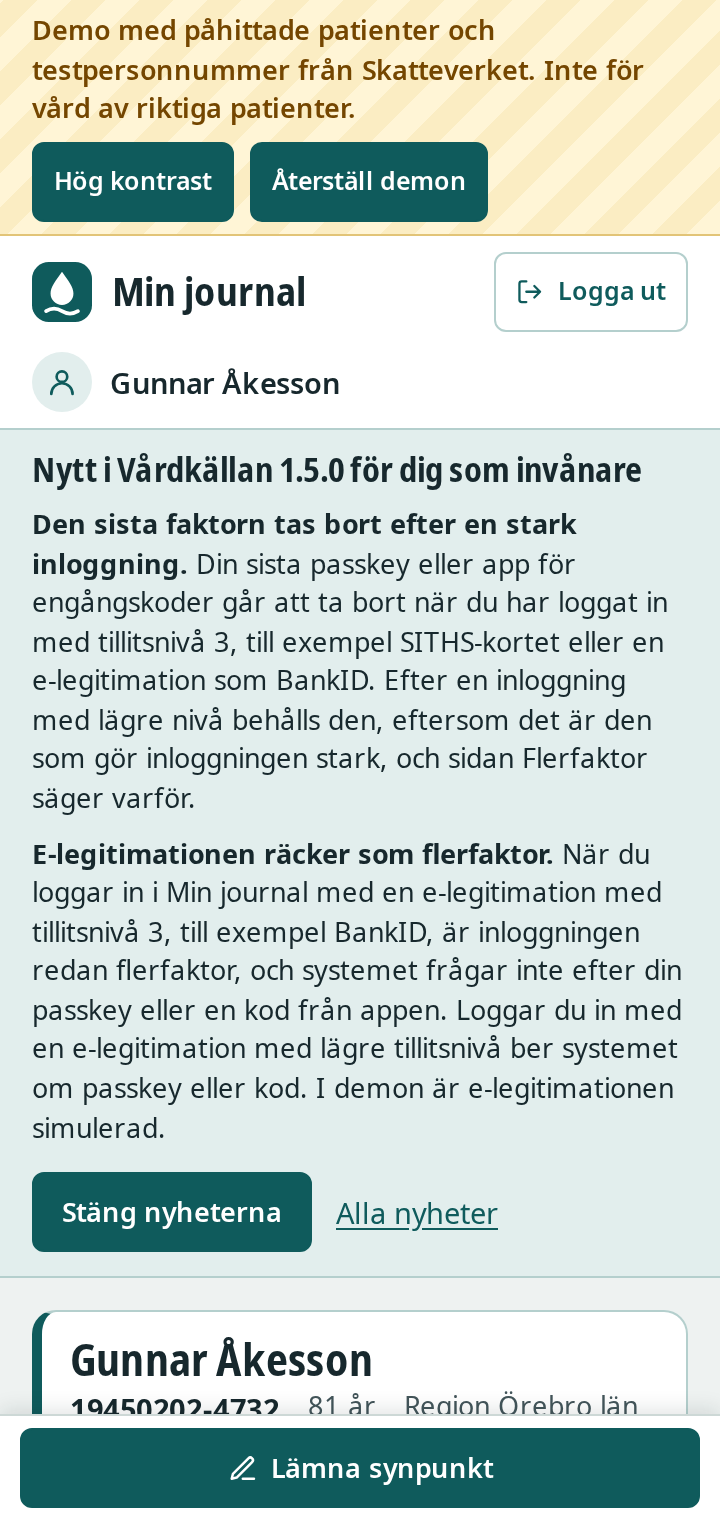 Demo med påhittade patienter och
testpersonnummer från Skatteverket. Inte för
vård av riktiga patienter.
Hög kontrast
Återställ demon
Min journal
Logga ut
Gunnar Åkesson
Nytt i Vårdkällan 1.5.0 för dig som invånare
Den sista faktorn tas bort efter en stark
inloggning. Din sista passkey eller app för
engångskoder går att ta bort när du har loggat in
med tillitsnivå 3, till exempel SITHS-kortet eller en
e-legitimation som BankID. Efter en inloggning
med lägre nivå behålls den, eftersom det är den
som gör inloggningen stark, och sidan Flerfaktor
säger varför.
E-legitimationen räcker som flerfaktor. När du
loggar in i Min journal med en e-legitimation med
tillitsnivå 3, till exempel BankID, är inloggningen
redan flerfaktor, och systemet frågar inte efter din
passkey eller en kod från appen. Loggar du in med
en e-legitimation med lägre tillitsnivå ber systemet
om passkey eller kod. I demon är e-legitimationen
simulerad.
Stäng nyheterna
Alla nyheter
Gunnar Åkesson
19450202-4732 81 år Region Örebro län
Lämna synpunkt